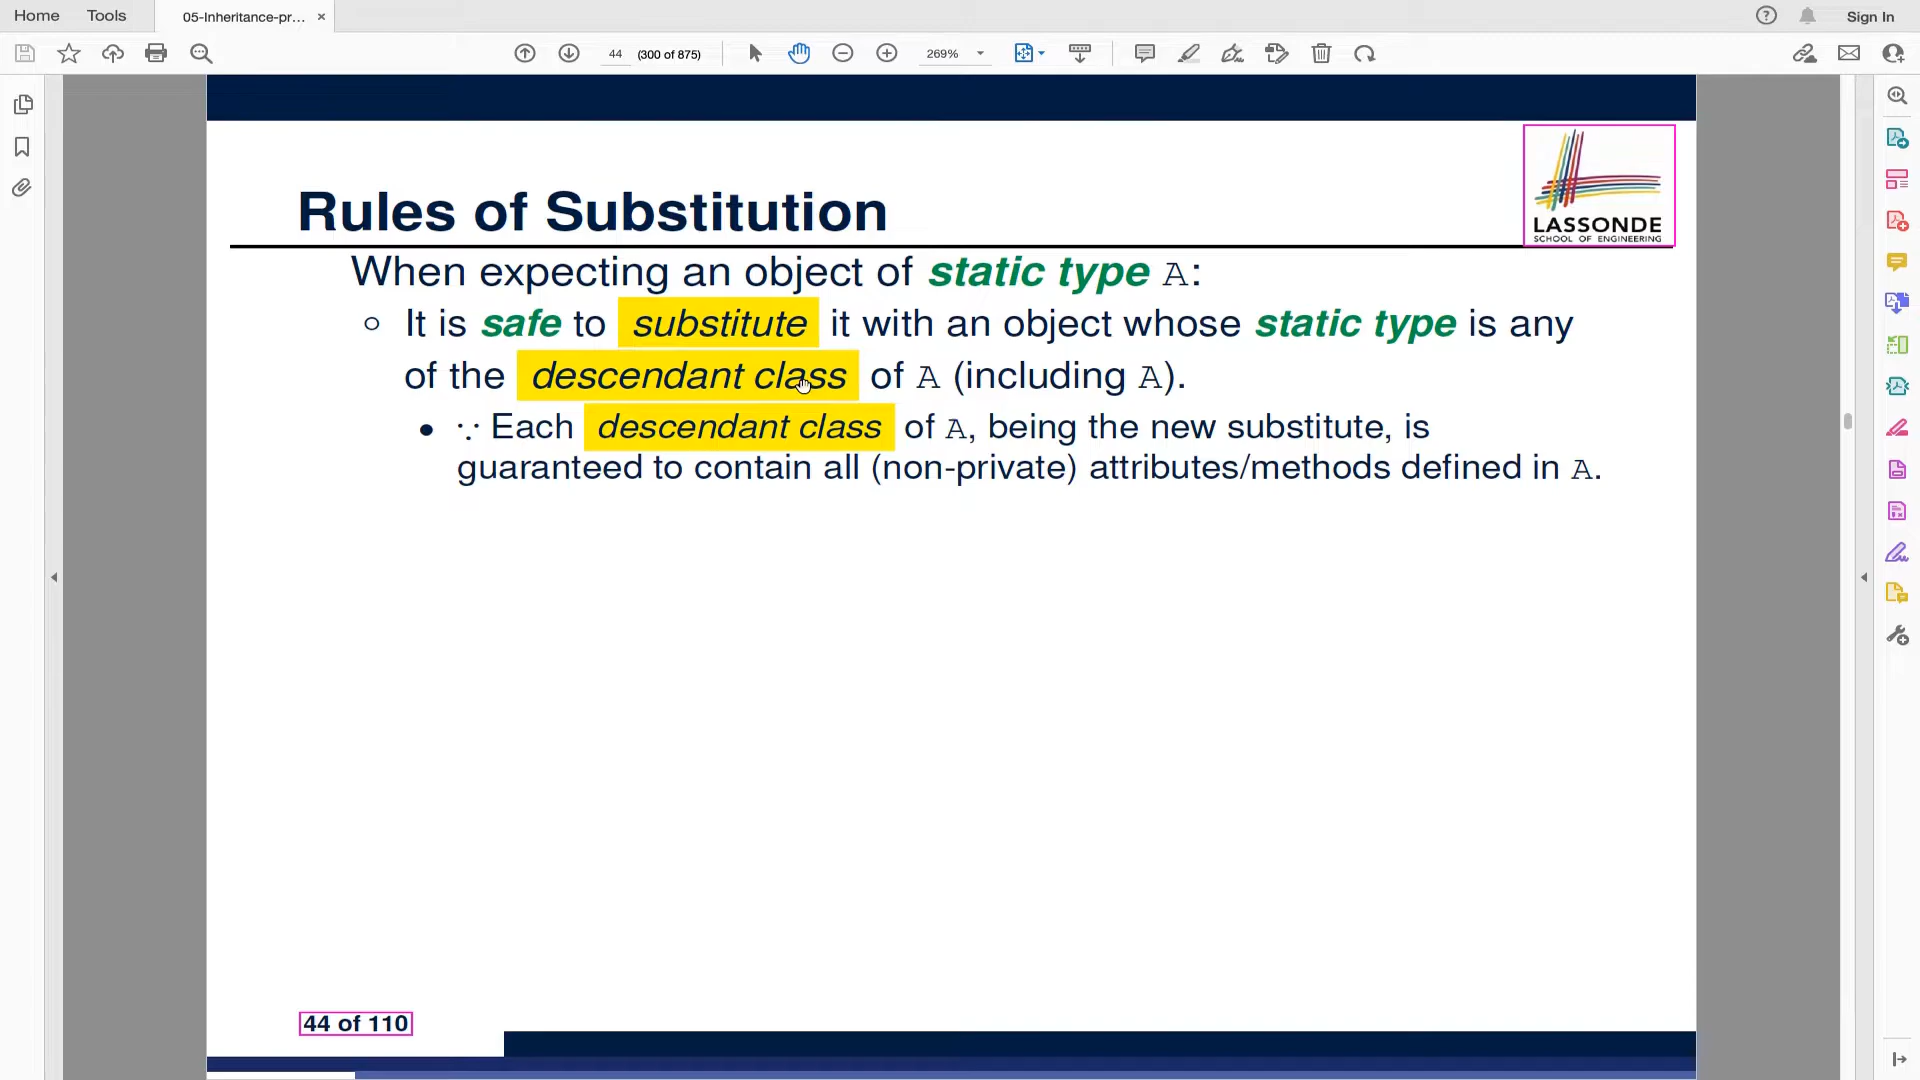 Home Tools 05-Inheritance-pr... × Sign In
44 (300 of 875) 269%
LASSONDE
SCHOOL OF ENGINEERING
Rules of Substitution
When expecting an object of static type A:
○ It is safe to substitute it with an object whose static type is any
of the descendant class of A (including A).
• ∵ Each descendant class of A, being the new substitute, is
guaranteed to contain all (non-private) attributes/methods defined in A.
44 of 110